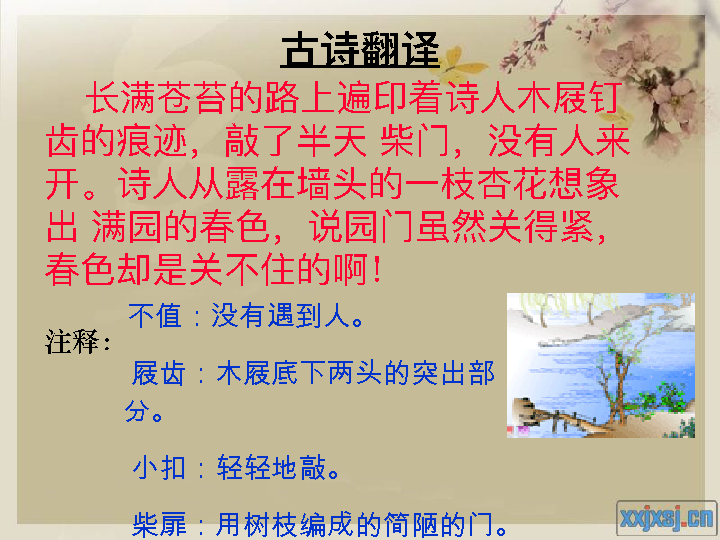 古诗翻译
长满苍苔的路上遍印着诗人木屐钉
齿的痕迹，敲了半天 柴门，没有人来
开。诗人从露在墙头的一枝杏花想象
出 满园的春色，说园门虽然关得紧，
春色却是关不住的啊！
不值：没有遇到人。
注释：
屐齿：木屐底下两头的突出部
分。
小扣：轻轻地敲。
柴扉：用树枝编成的简陋的门。
xxjxsj.cn